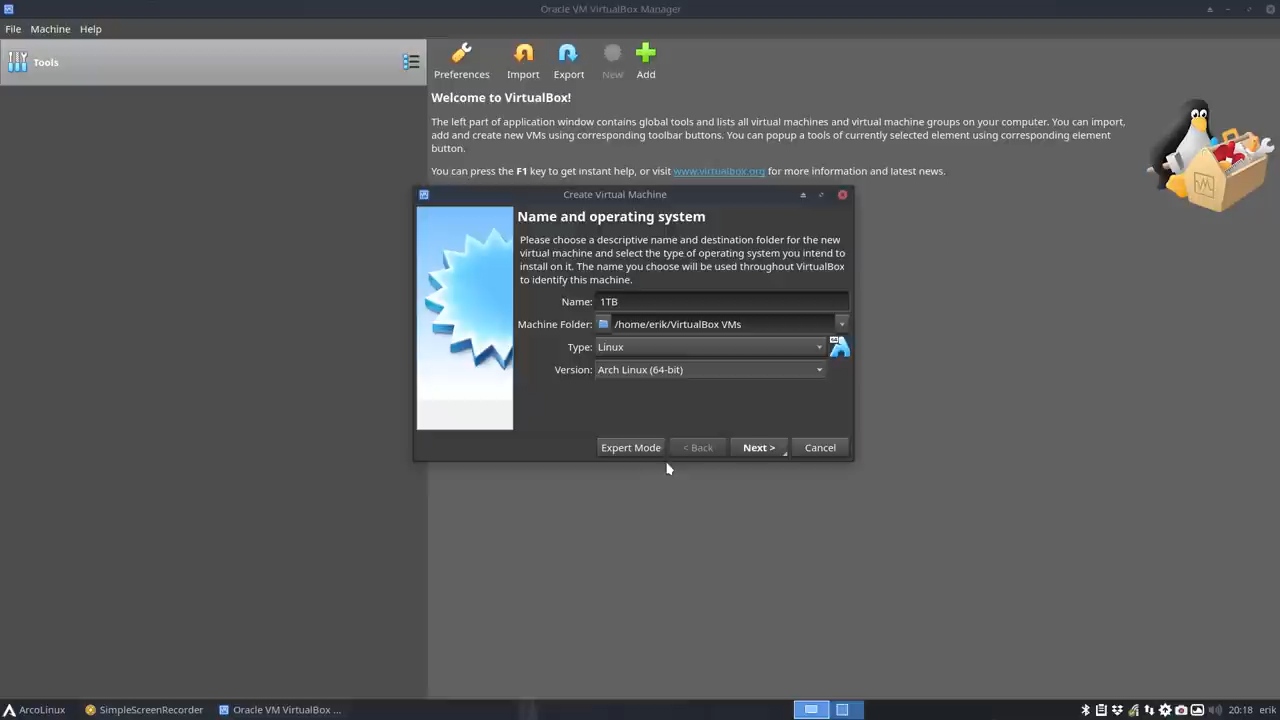 Oracle VM VirtualBox Manager
File Machine Help
Tools
Preferences Import Export New Add
Welcome to VirtualBox!
The left part of application window contains global tools and lists all virtual machines and virtual machine groups on your computer. You can import,
add and create new VMs using corresponding toolbar buttons. You can popup a tools of currently selected element using corresponding element
button.
You can press the F1 key to get instant help, or visit www.virtualbox.org for more information and latest news.
Create Virtual Machine
Name and operating system
Please choose a descriptive name and destination folder for the new
virtual machine and select the type of operating system you intend to
install on it. The name you choose will be used throughout VirtualBox
to identify this machine.
Name: 1TB
Machine Folder: /home/erik/VirtualBox VMs
Type: Linux
Version: Arch Linux (64-bit)
Expert Mode < Back Next > Cancel
ArcoLinux SimpleScreenRecorder Oracle VM VirtualBox ... 20:18 erik